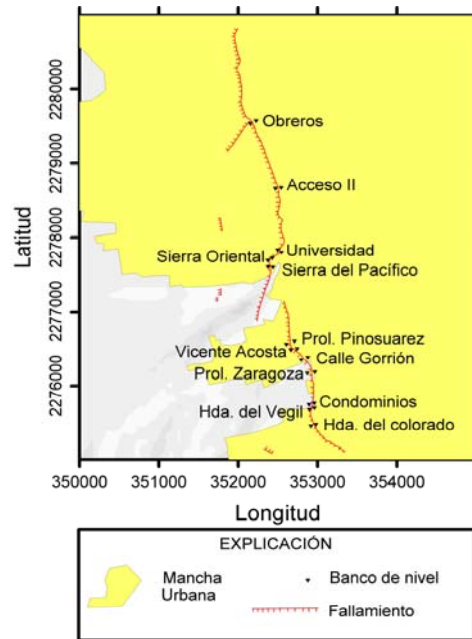 2280000
Obreros
2279000
Acceso II
2278000
Latitud
Universidad
Sierra Oriental
Sierra del Pacífico
2277000
Prol. Pinosuarez
Vicente Acosta
Calle Gorrión
Prol. Zaragoza
2276000
Condominios
Hda. del Vegil
Hda. del colorado
350000 351000 352000 353000 354000
Longitud
EXPLICACIÓN
Mancha
Urbana
Banco de nivel
Fallamiento